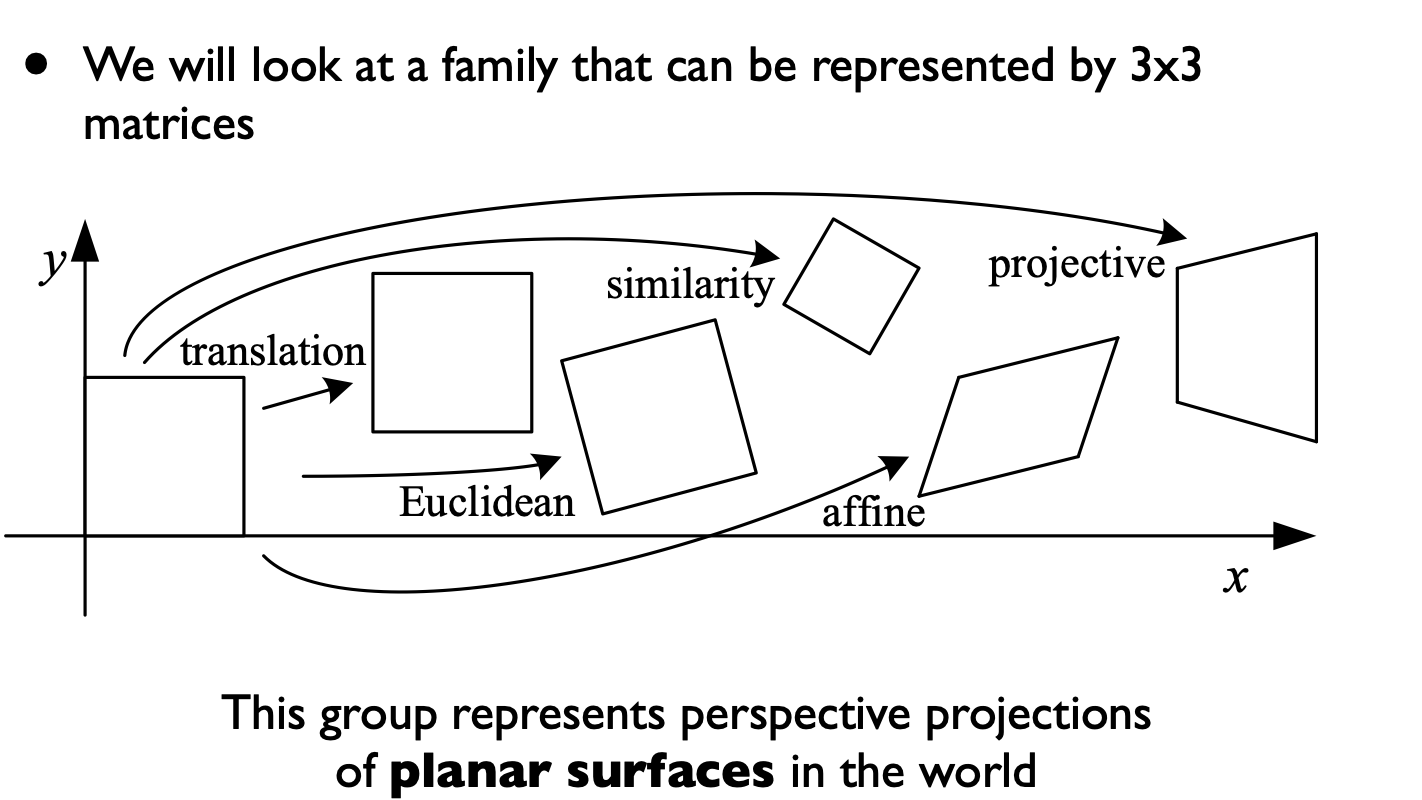 • We will look at a family that can be represented by 3x3
matrices
y
similarity
projective
translation
Euclidean
affine
x
This group represents perspective projections
of planar surfaces in the world